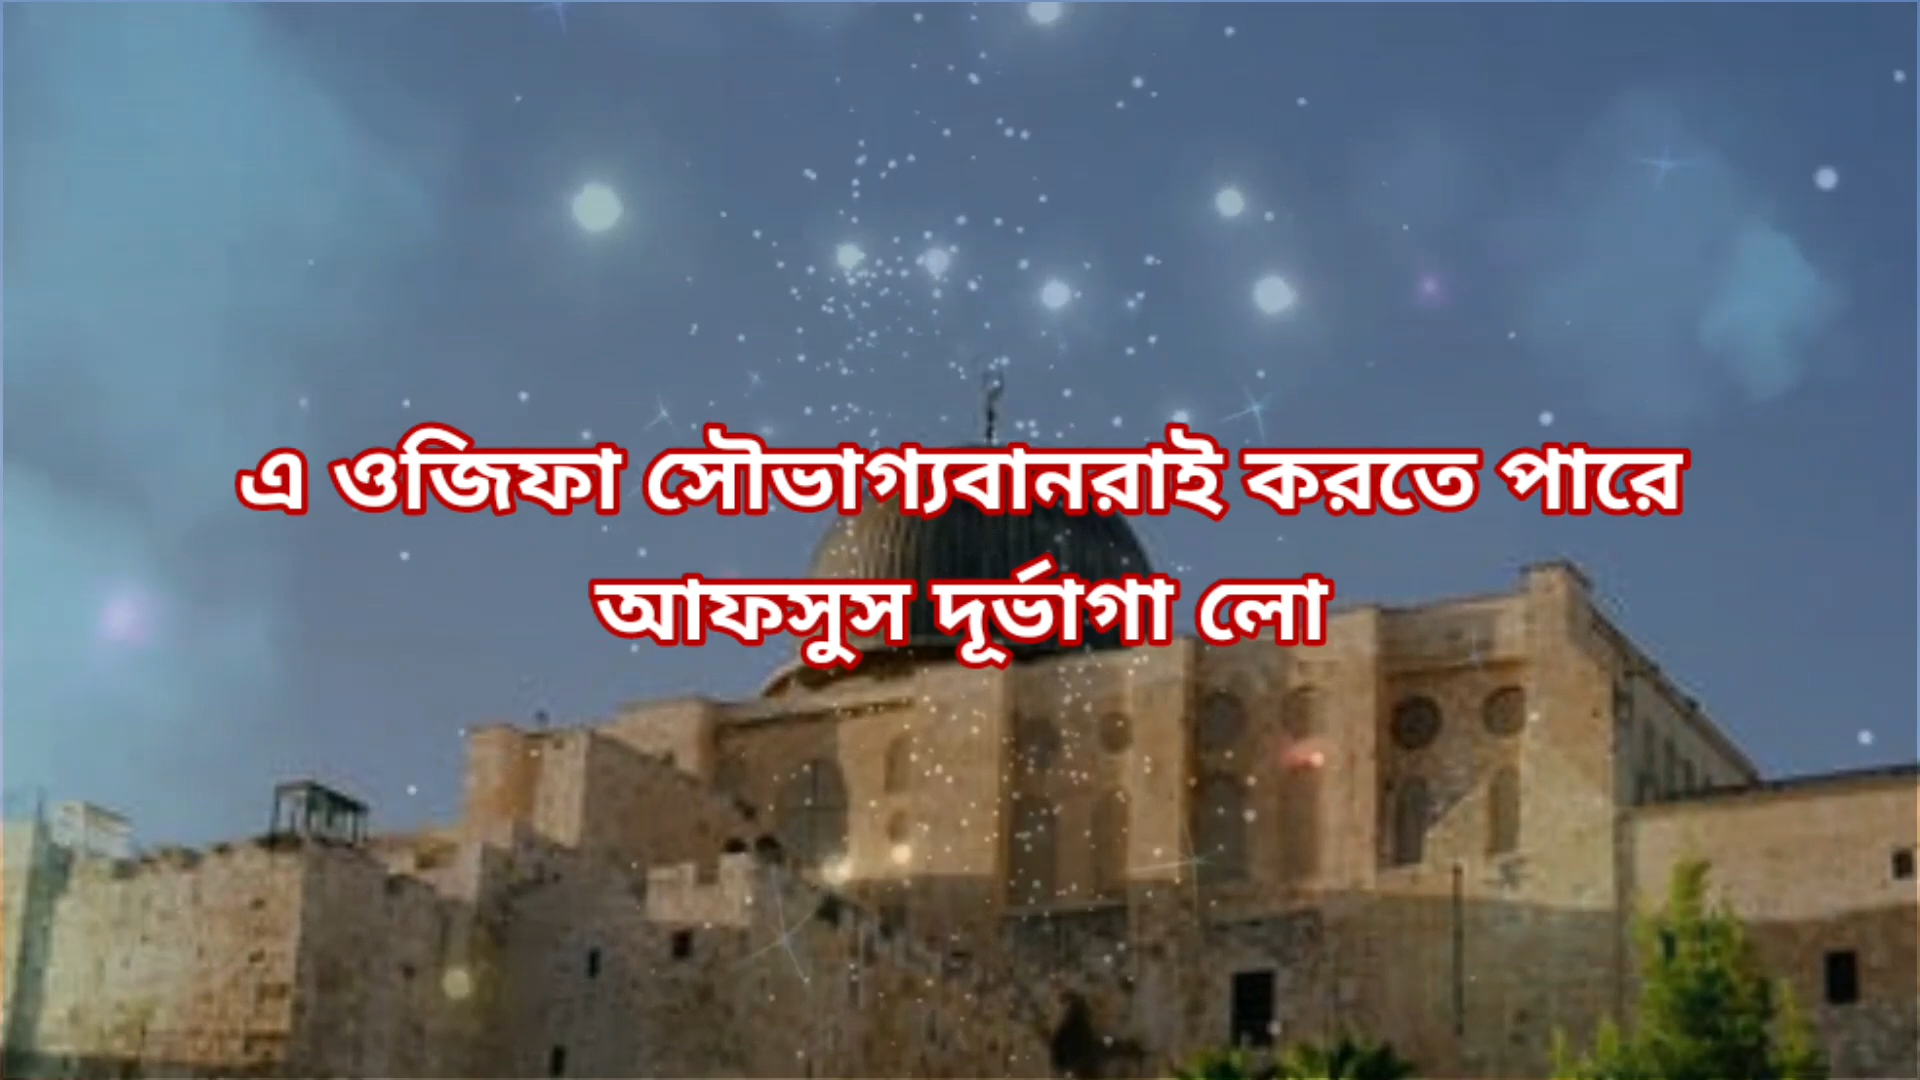 এ ওজিফা সৌভাগ্যবানরাই করতে পারে
আফসুস দূর্ভাগা লো